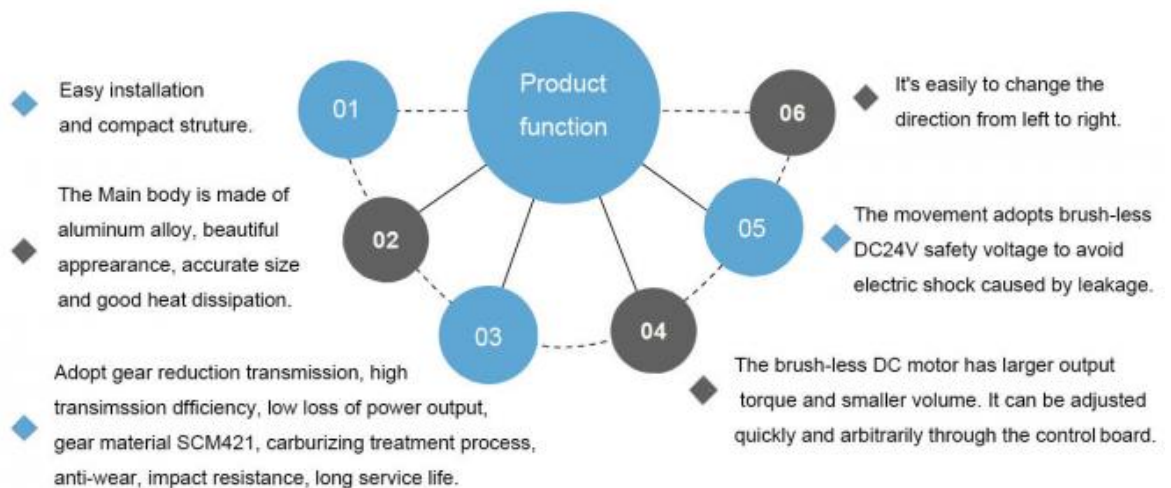 Product
function
01
Easy installation
and compact struture.
02
The Main body is made of
aluminum alloy, beautiful
apprearance, accurate size
and good heat dissipation.
03
Adopt gear reduction transmission, high
transimssion dfficiency, low loss of power output,
gear material SCM421, carburizing treatment process,
anti-wear, impact resistance, long service life.
04
The brush-less DC motor has larger output
torque and smaller volume. It can be adjusted
quickly and arbitrarily through the control board.
05
The movement adopts brush-less
DC24V safety voltage to avoid
electric shock caused by leakage.
06
It's easily to change the
direction from left to right.